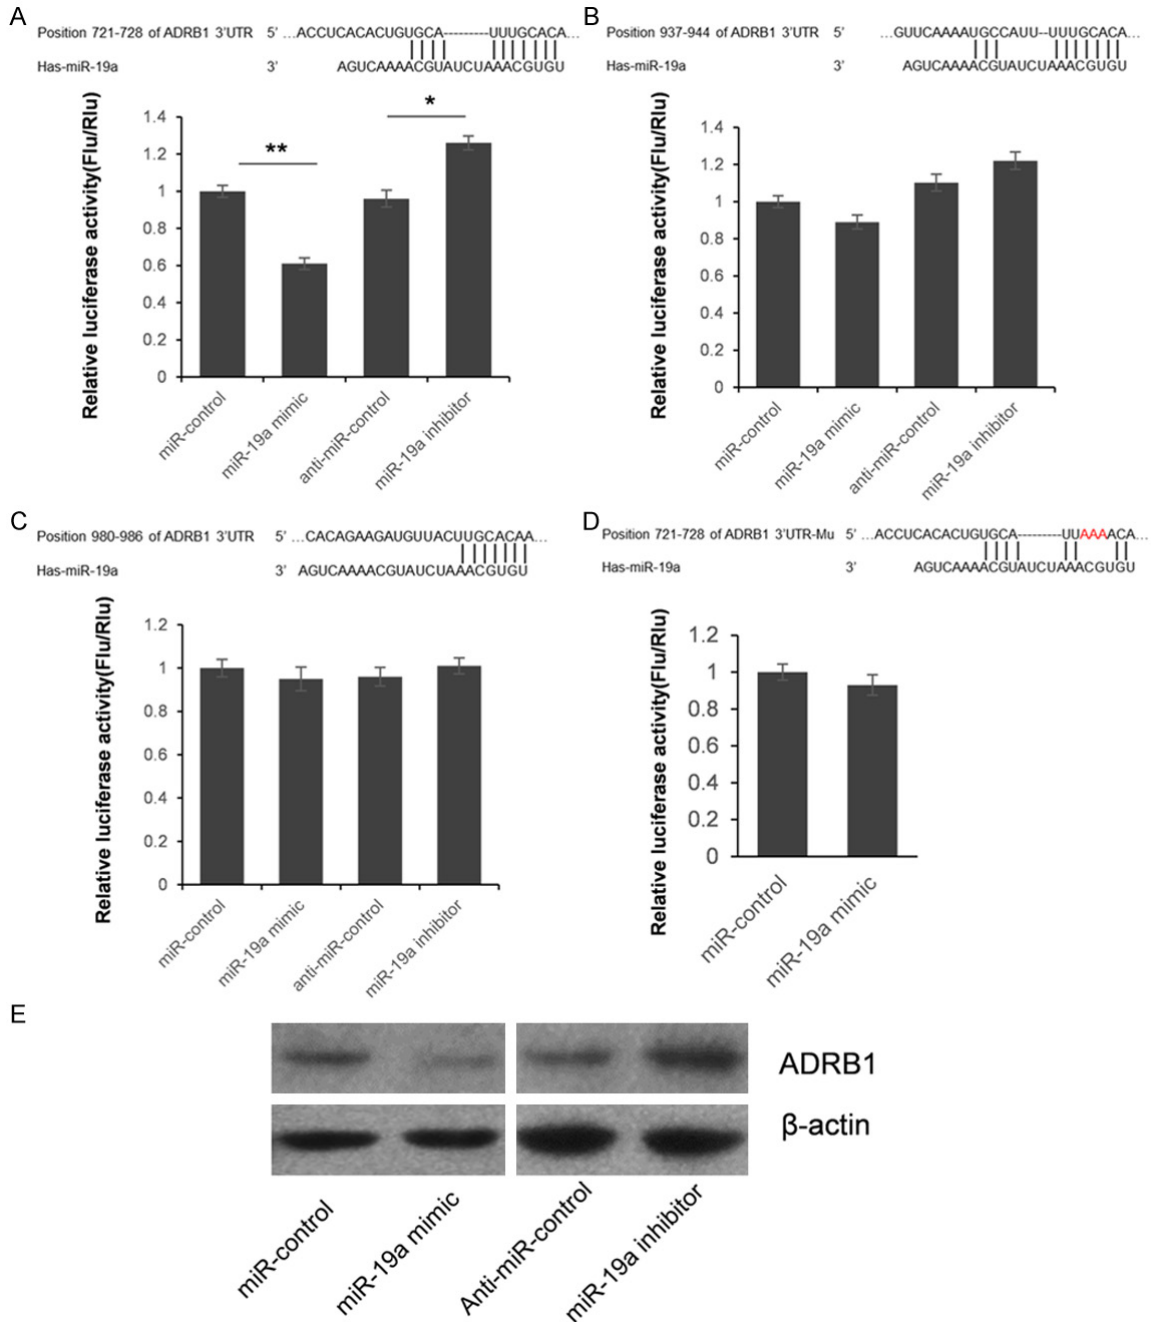 A
Position 721-728 of ADRB1 3'UTR 5' ...ACCUCACACUGUGCA---------UUUGCACA...
Has-miR-19a 3' AGUCAAAACGUAUCUAAACGUGU
Relative luciferase activity(Flu/Rlu)
1.4
1.2
1
0.8
0.6
0.4
0.2
0
**
*
miR-control
miR-19a mimic
anti-miR-control
miR-19a inhibitor
B
Position 937-944 of ADRB1 3'UTR 5' ...GUUCAAAAUGCCAUU--UUUGCACA...
Has-miR-19a 3' AGUCAAAACGUAUCUAAACGUGU
Relative luciferase activity(Flu/Rlu)
1.4
1.2
1
0.8
0.6
0.4
0.2
0
miR-control
miR-19a mimic
anti-miR-control
miR-19a inhibitor
C
Position 980-986 of ADRB1 3'UTR 5' ...CACAGAAGAUGUUACUUGCACAA...
Has-miR-19a 3' AGUCAAAACGUAUCUAAACGUGU
Relative luciferase activity(Flu/Rlu)
1.2
1
0.8
0.6
0.4
0.2
0
miR-control
miR-19a mimic
anti-miR-control
miR-19a inhibitor
D
Position 721-728 of ADRB1 3'UTR-Mu 5' ...ACCUCACACUGUGCA---------UUAAAACA...
Has-miR-19a 3' AGUCAAAACGUAUCUAAACGUGU
Relative luciferase activity(Flu/Rlu)
1.2
1
0.8
0.6
0.4
0.2
0
miR-control
miR-19a mimic
E
ADRB1
β-actin
miR-control
miR-19a mimic
Anti-miR-control
miR-19a inhibitor